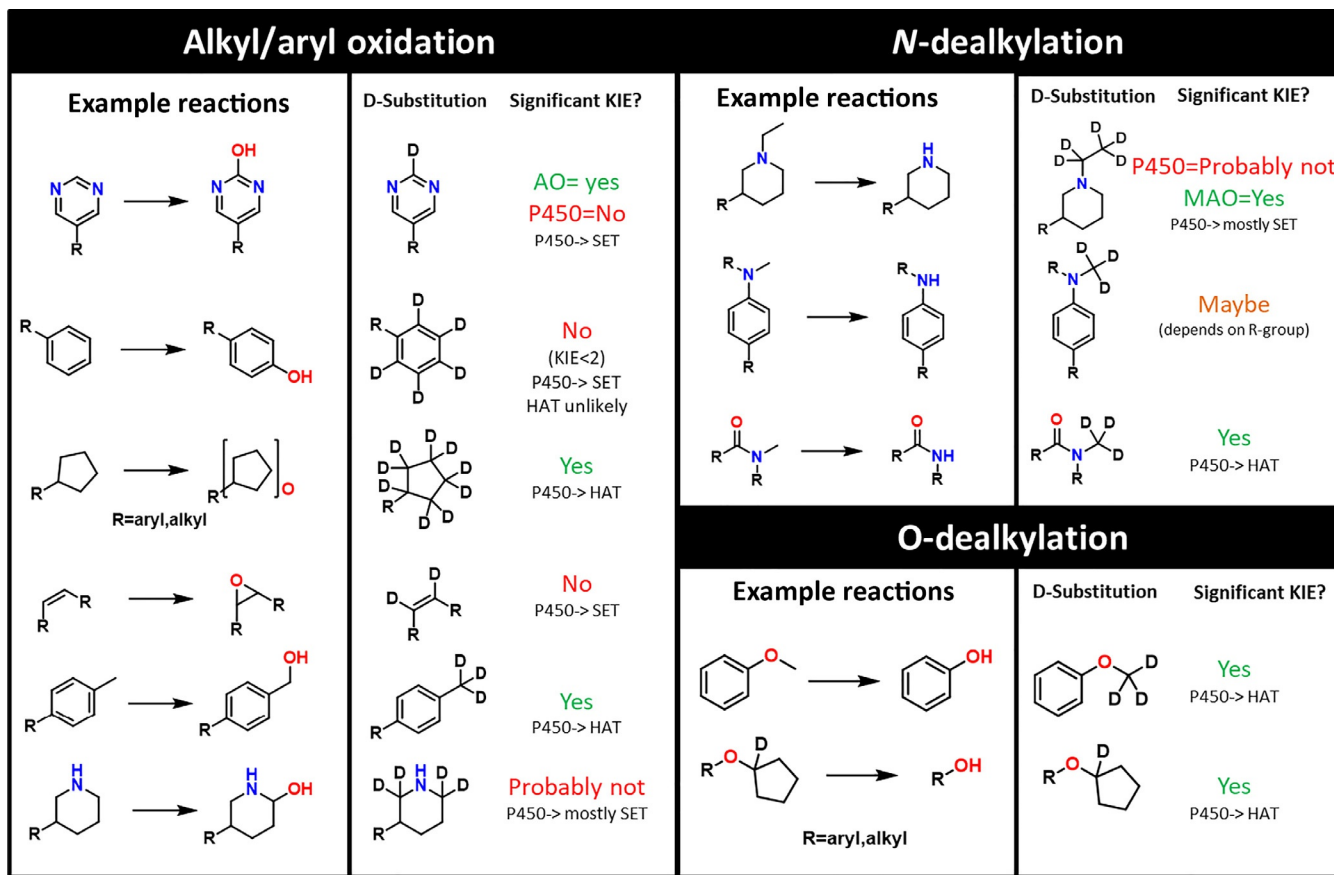 Alkyl/aryl oxidation
Example reactions
D-Substitution Significant KIE?
N N
R
OH
N N
R
D
N N
R
AO= yes
P450=No
P450-> SET
R
R
OH
D
R D
D D
D
No
(KIE<2)
P450-> SET
HAT unlikely
R
R
O
R=aryl,alkyl
D D
D D
D D
R D
D D
Yes
P450-> HAT
R
R
O
R
R
D
D R
R
No
P450-> SET
R
OH
R
D
D
D
R
Yes
P450-> HAT
H
N
R
H
N OH
R
D H D
D N D
R
Probably not
P450-> mostly SET
N-dealkylation
Example reactions
D-Substitution Significant KIE?
N
R
H
N
R
D D
D
D D
N
R
P450=Probably not
MAO=Yes
P450-> mostly SET
R N
R
R NH
R
R D
N D
D
R
Maybe
(depends on R-group)
O
R N
R
O
R NH
R
O D D
R N D
R
Yes
P450-> HAT
O-dealkylation
Example reactions
D-Substitution Significant KIE?
O
OH
O D
D D
Yes
P450-> HAT
O D
R
R OH
O D
R
Yes
P450-> HAT
R=aryl,alkyl